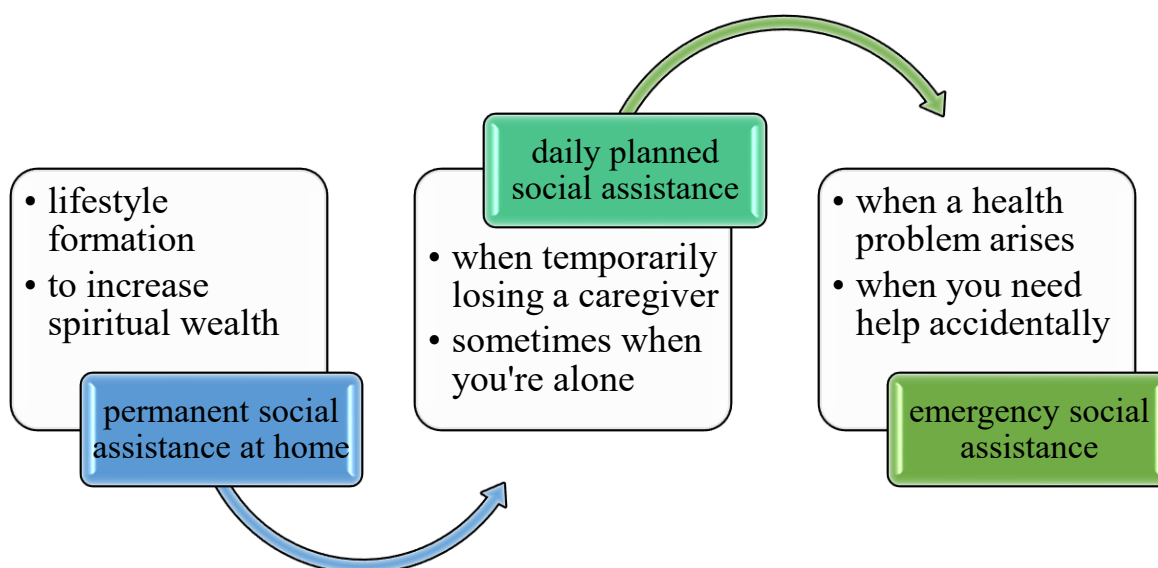 • lifestyle
formation
• to increase
spiritual wealth
permanent social
assistance at home
daily planned
social assistance
• when temporarily
losing a caregiver
• sometimes when
you're alone
• when a health
problem arises
• when you need
help accidentally
emergency social
assistance